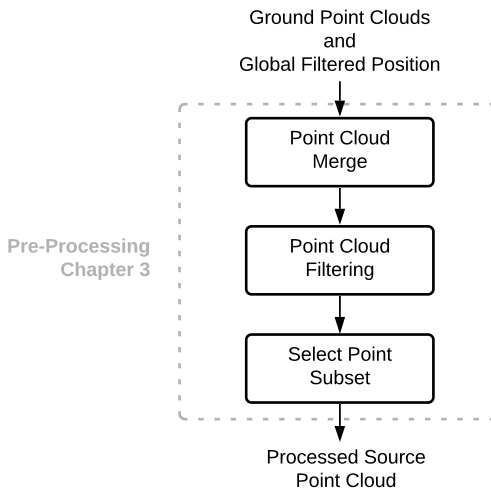 Ground Point Clouds
and
Global Filtered Position
Point Cloud
Merge
Pre-Processing
Chapter 3
Point Cloud
Filtering
Select Point
Subset
Processed Source
Point Cloud